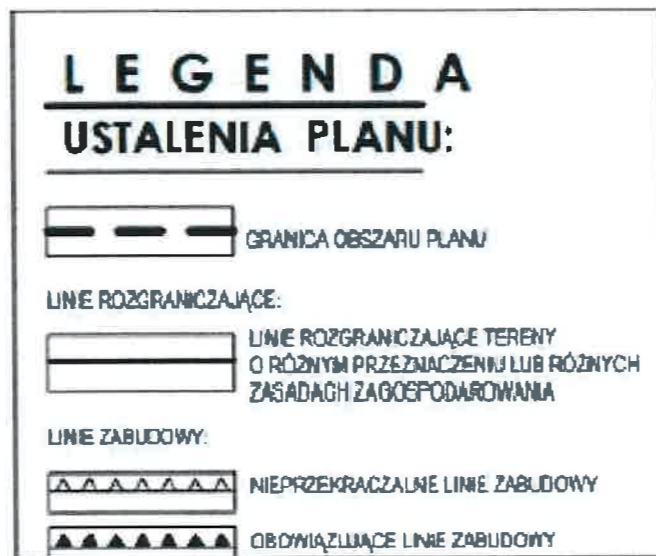 LEGENDA
USTALENIA PLANU:
GRANICA OBSZARU PLANU
LINIE ROZGRANICZAJĄCE:
LINIE ROZGRANICZAJĄCE TERENY
O RÓŻNYM PRZEZNACZENIU LUB RÓŻNYCH
ZASADACH ZAGOSPODAROWANIA
LINIE ZABUDOWY:
NIEPRZEKRACZALNE LINIE ZABUDOWY
OBOWIĄZUJĄCE LINIE ZABUDOWY